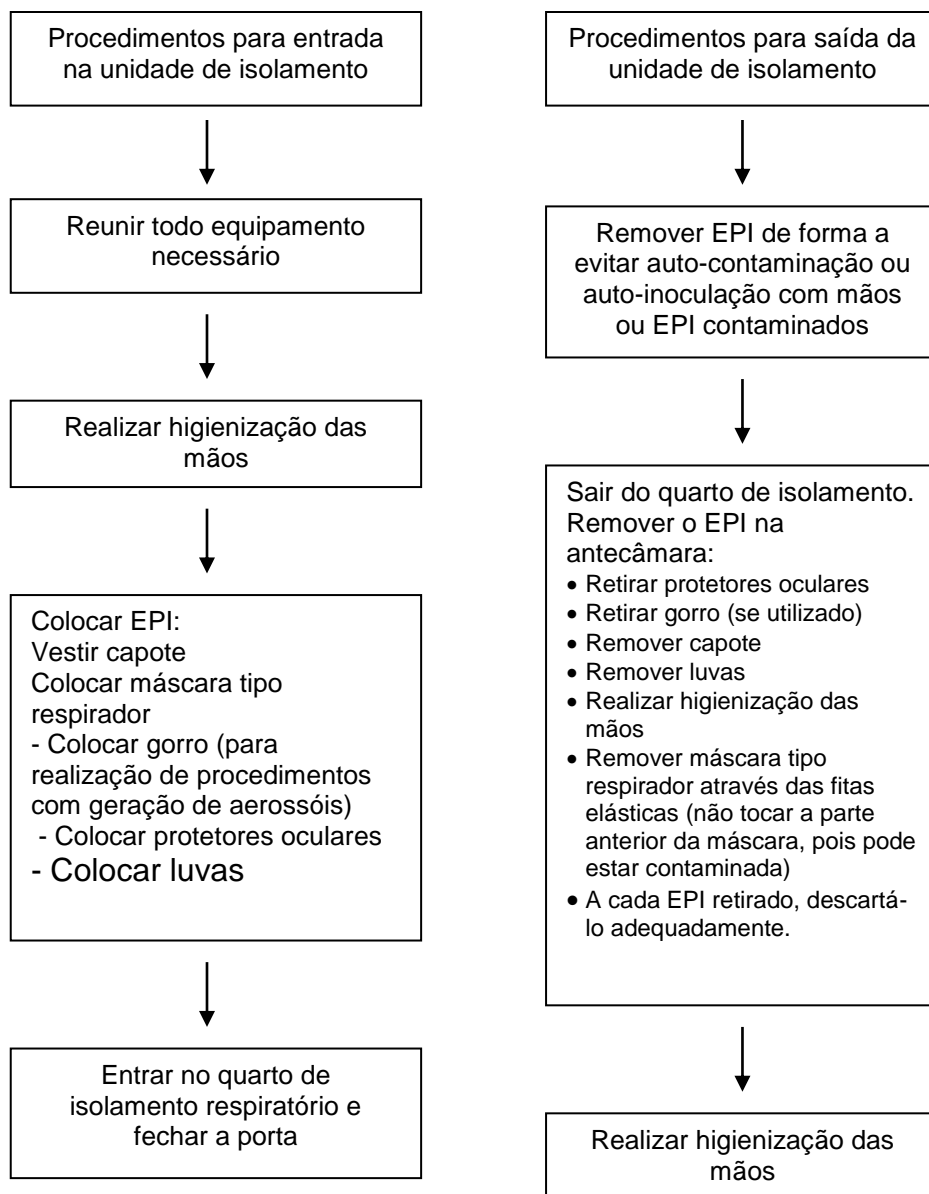 Procedimentos para entrada
na unidade de isolamento
Reunir todo equipamento
necessário
Realizar higienização das
mãos
Colocar EPI:
Vestir capote
Colocar máscara tipo
respirador
- Colocar gorro (para
realização de procedimentos
com geração de aerossóis)
- Colocar protetores oculares
- Colocar luvas
Entrar no quarto de
isolamento respiratório e
fechar a porta
Procedimentos para saída da
unidade de isolamento
Remover EPI de forma a
evitar auto-contaminação ou
auto-inoculação com mãos
ou EPI contaminados
Sair do quarto de isolamento.
Remover o EPI na
antecâmara:
• Retirar protetores oculares
• Retirar gorro (se utilizado)
• Remover capote
• Remover luvas
• Realizar higienização das
mãos
• Remover máscara tipo
respirador através das fitas
elásticas (não tocar a parte
anterior da máscara, pois pode
estar contaminada)
• A cada EPI retirado, descartá-
lo adequadamente.
Realizar higienização das
mãos